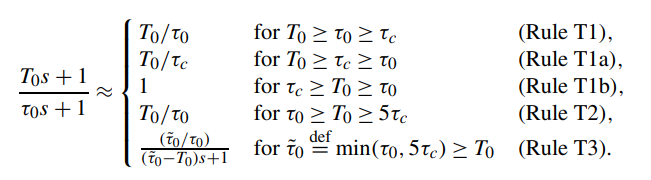 T₀/τ₀ for T₀ ≥ τ₀ ≥ τc (Rule T1),
T₀/τc for T₀ ≥ τc ≥ τ₀ (Rule T1a),
(T₀s + 1)/(τ₀s + 1) ≈ { 1 for τc ≥ T₀ ≥ τ₀ (Rule T1b),
T₀/τ₀ for τ₀ ≥ T₀ ≥ 5τc (Rule T2),
(τ̃₀/τ₀)/((τ̃₀−T₀)s+1) for τ̃₀ def= min(τ₀, 5τc) ≥ T₀ (Rule T3).